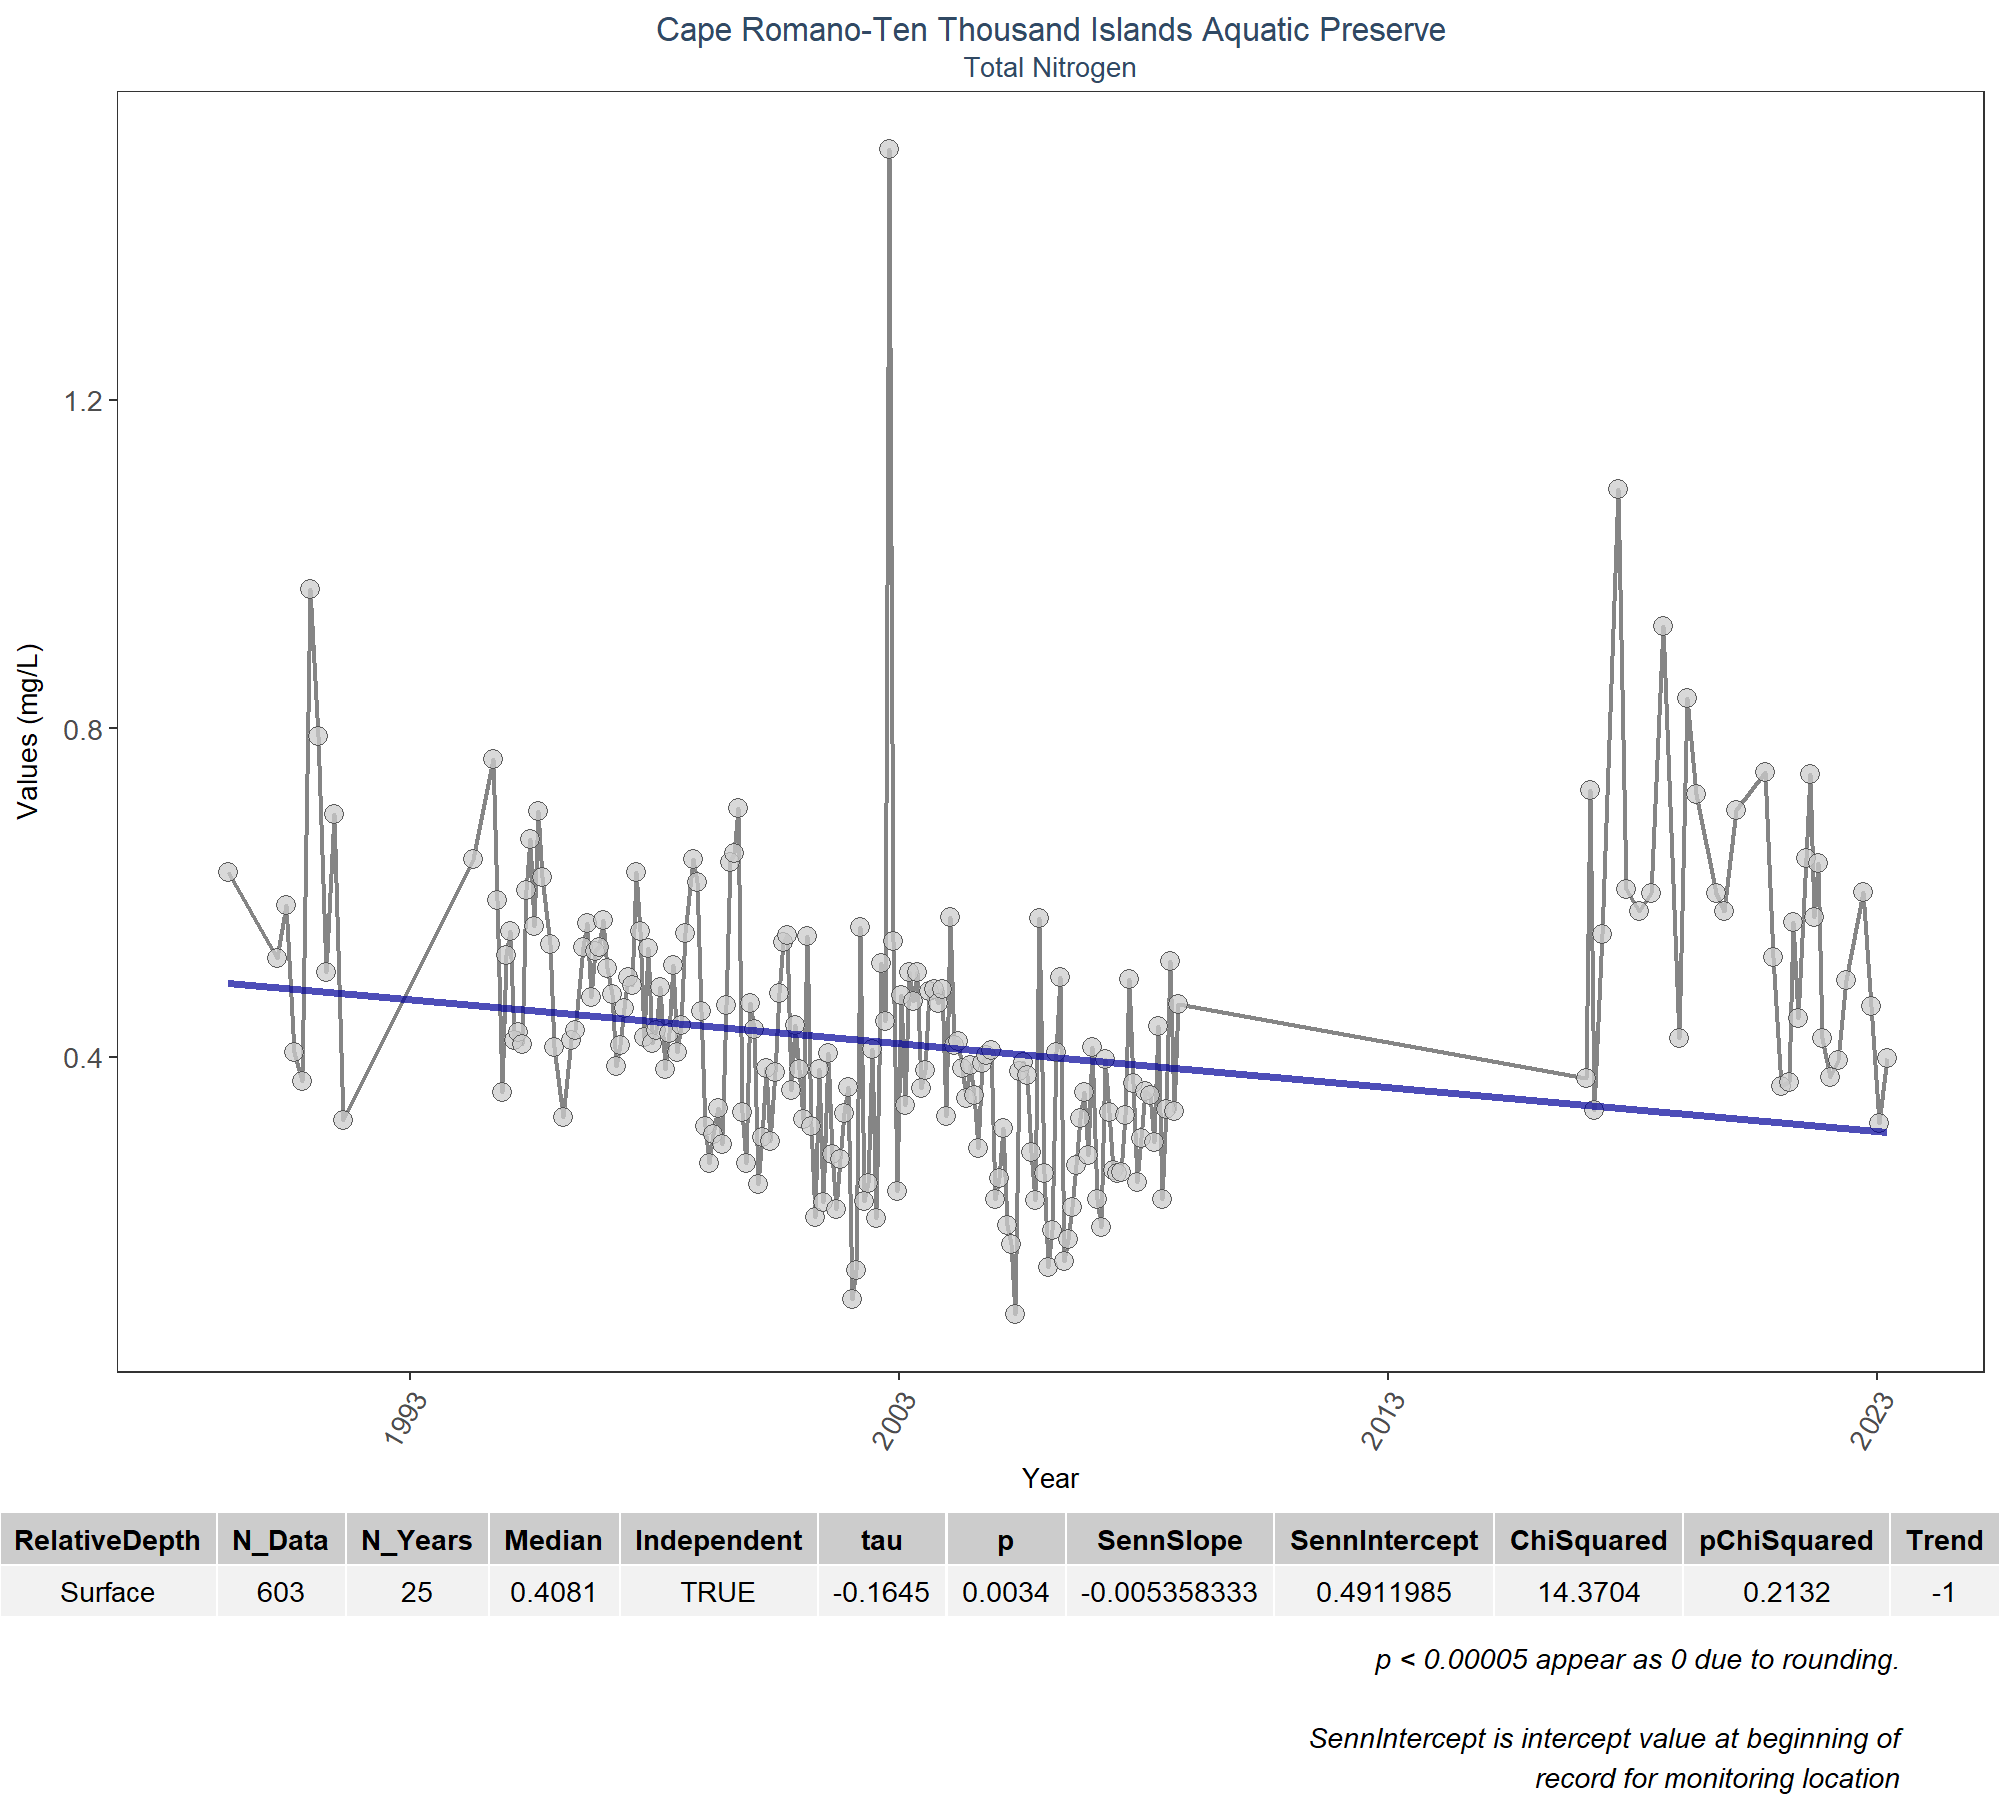 Cape Romano-Ten Thousand Islands Aquatic Preserve
Total Nitrogen
Values (mg/L)
1.2
0.8
0.4
1993 2003 2013 2023
Year
RelativeDepth N_Data N_Years Median Independent tau p SennSlope SennIntercept ChiSquared pChiSquared Trend
Surface 603 25 0.4081 TRUE -0.1645 0.0034 -0.005358333 0.4911985 14.3704 0.2132 -1
p < 0.00005 appear as 0 due to rounding.
SennIntercept is intercept value at beginning of
record for monitoring location